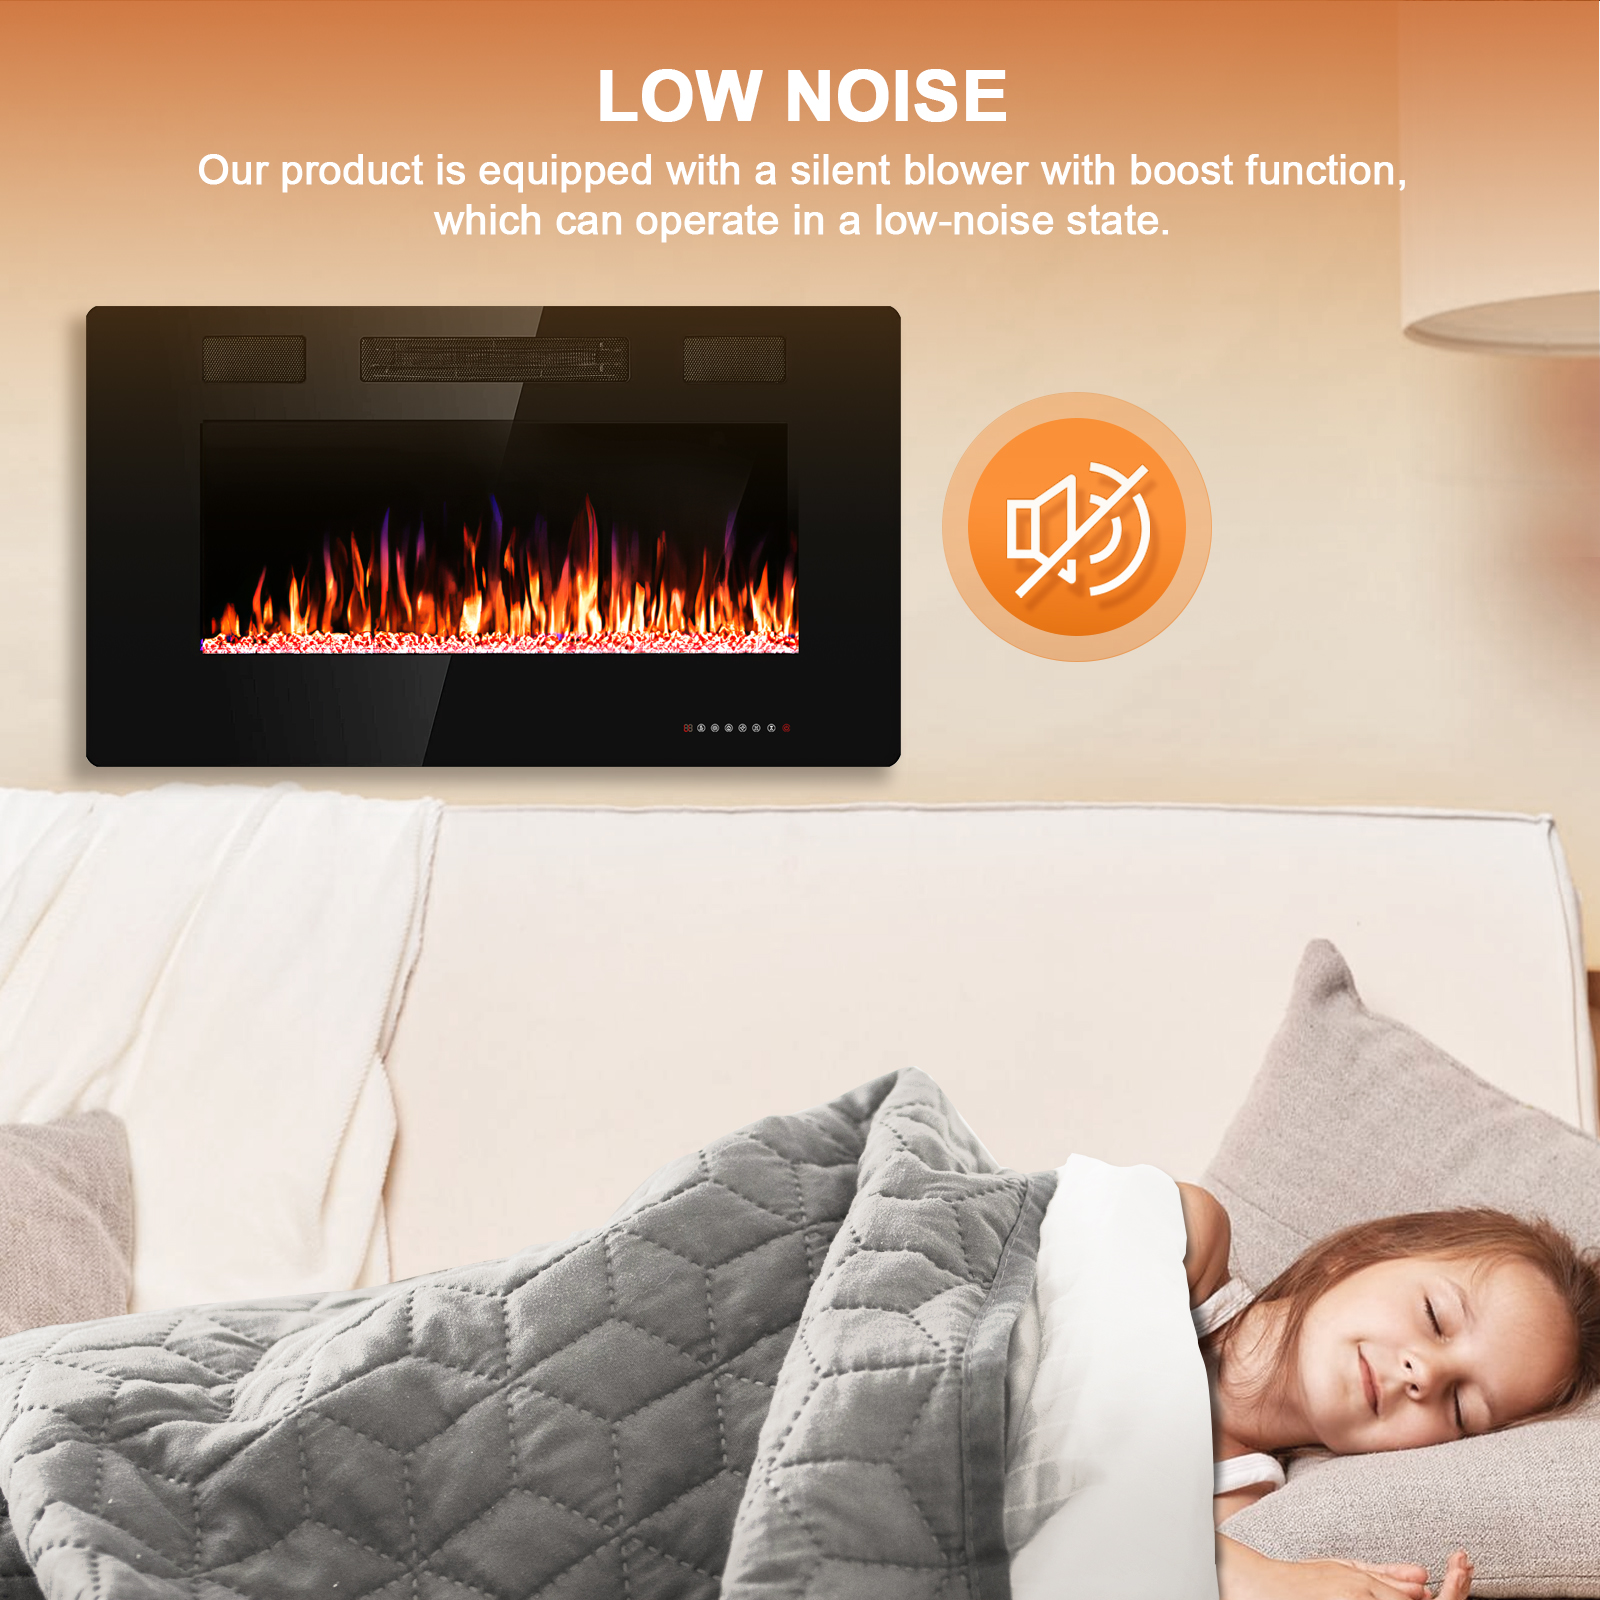 LOW NOISE
Our product is equipped with a silent blower with boost function,
which can operate in a low-noise state.